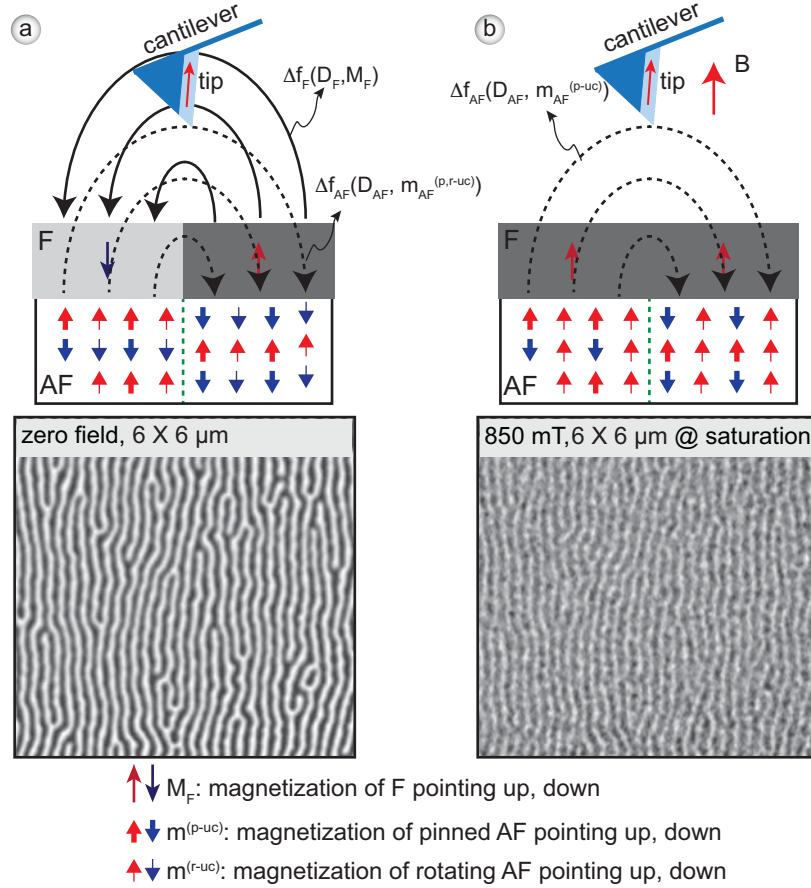 a
cantilever
tip
Δf_F(D_F,M_F)
Δf_AF(D_AF, m_AF^(p,r-uc))
F
AF
zero field, 6 X 6 µm
b
cantilever
tip
B
Δf_AF(D_AF, m_AF^(p-uc))
F
AF
850 mT,6 X 6 µm @ saturation
M_F: magnetization of F pointing up, down
m^(p-uc): magnetization of pinned AF pointing up, down
m^(r-uc): magnetization of rotating AF pointing up, down